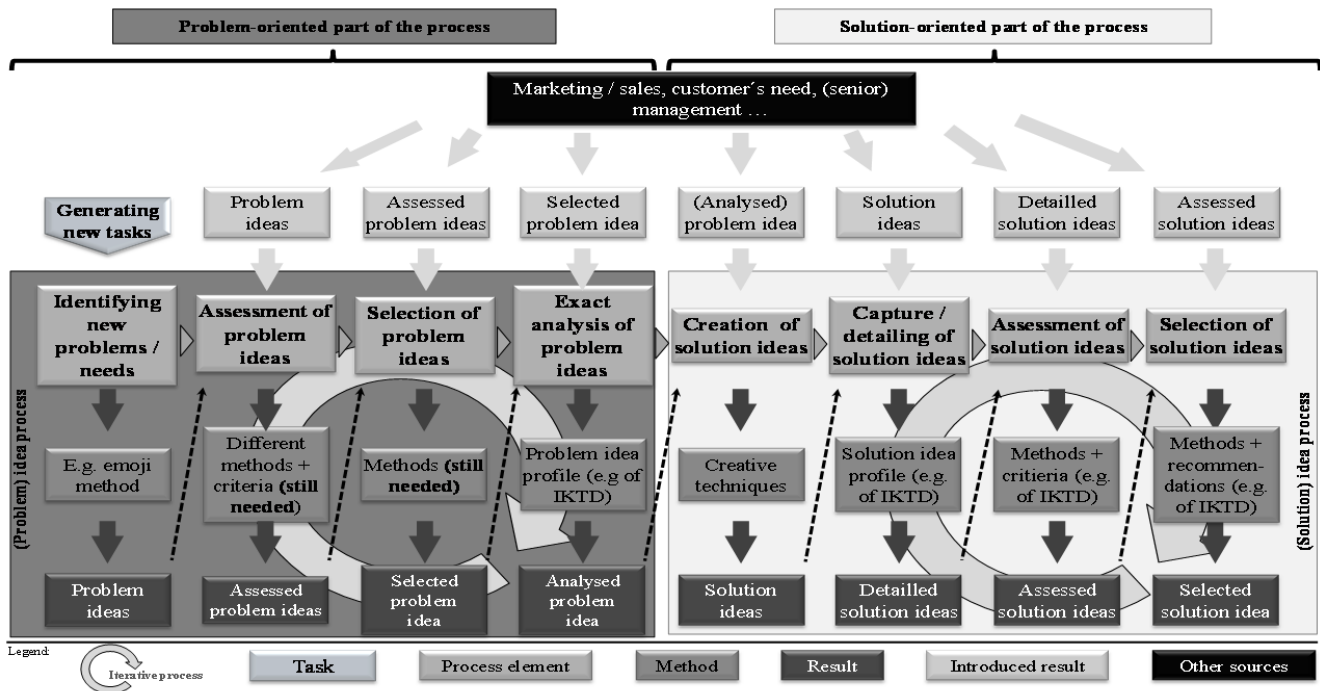 Problem-oriented part of the process
Solution-oriented part of the process
Marketing / sales, customer´s need, (senior)
management …
Generating
new tasks
Problem
ideas
Assessed
problem ideas
Selected
problem idea
(Analysed)
problem idea
Solution
ideas
Detailled
solution ideas
Assessed
solution ideas
(Problem) idea process
Identifying
new
problems /
needs
Assessment of
problem
ideas
Selection of
problem
ideas
Exact
analysis of
problem
ideas
Creation of
solution ideas
Capture /
detailing of
solution ideas
Assessment of
solution ideas
Selection of
solution ideas
(Solution) idea process
E.g. emoji
method
Different
methods +
criteria (still
needed)
Methods (still
needed)
Problem idea
profile (e.g of
IKTD)
Creative
techniques
Solution idea
profile (e.g.
of IKTD)
Methods +
critieria (e.g.
of IKTD)
Methods +
recommen-
dations (e.g.
of IKTD)
Problem
ideas
Assessed
problem ideas
Selected
problem
idea
Analysed
problem
idea
Solution
ideas
Detailled
solution ideas
Assessed
solution ideas
Selected
solution idea
Legend:
Iterative process
Task
Process element
Method
Result
Introduced result
Other sources